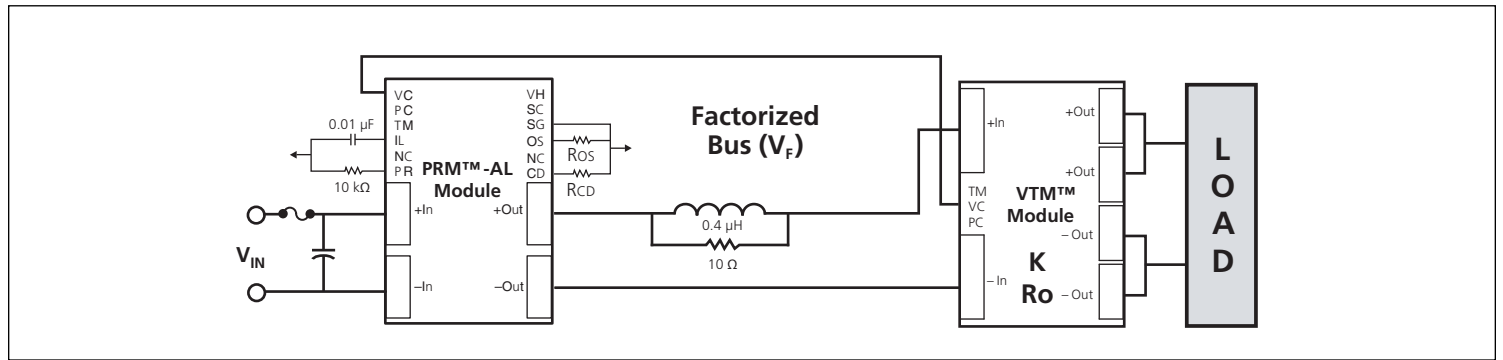 VC
PC
TM
IL
NC
PR
VH
SC
SG
OS
NC
CD
0.01 µF
10 kΩ
PRM™-AL
Module
ROS
RCD
+In
–In
+Out
–Out
VIN
Factorized
Bus (VF)
0.4 µH
10 Ω
+In
– In
TM
VC
PC
VTM™
Module
K
Ro
+Out
+Out
– Out
– Out
LOAD